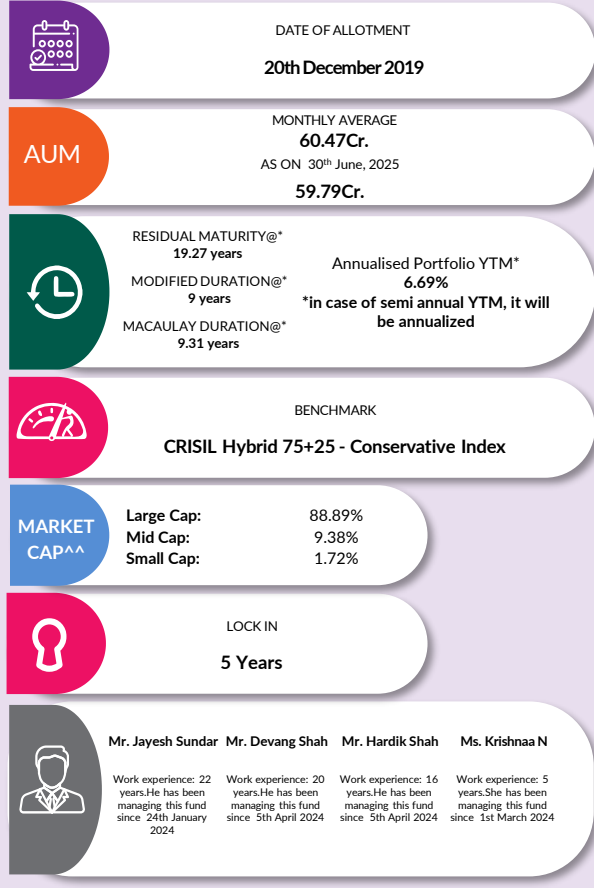 DATE OF ALLOTMENT
20th December 2019
AUM
MONTHLY AVERAGE
60.47Cr.
AS ON 30th June, 2025
59.79Cr.
RESIDUAL MATURITY@*
19.27 years
MODIFIED DURATION@*
9 years
MACAULAY DURATION@*
9.31 years
Annualised Portfolio YTM*
6.69%
*in case of semi annual YTM, it will
be annualized
BENCHMARK
CRISIL Hybrid 75+25 - Conservative Index
MARKET
CAP^^
Large Cap: 88.89%
Mid Cap: 9.38%
Small Cap: 1.72%
LOCK IN
5 Years
Mr. Jayesh Sundar
Work experience: 22
years.He has been
managing this fund
since 24th January
2024
Mr. Devang Shah
Work experience: 20
years.He has been
managing this fund
since 5th April 2024
Mr. Hardik Shah
Work experience: 16
years.He has been
managing this fund
since 5th April 2024
Ms. Krishnaa N
Work experience: 5
years.She has been
managing this fund
since 1st March 2024